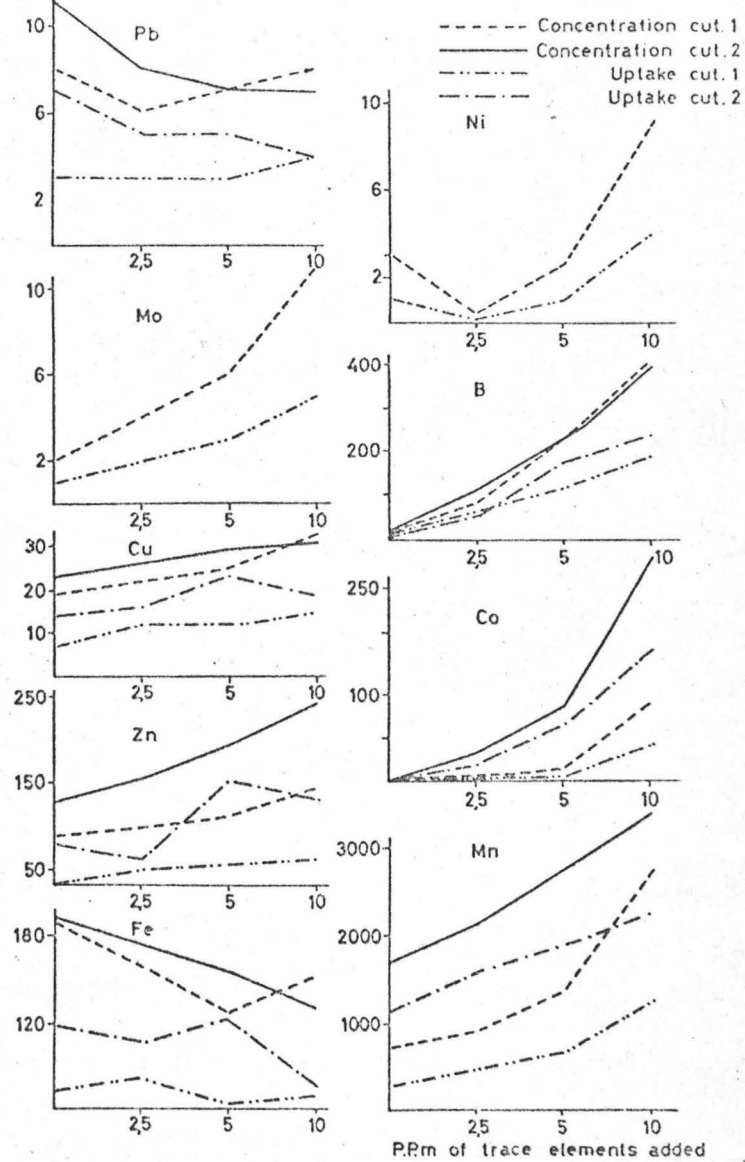 Concentration cut. 1
Concentration cut. 2
Uptake cut. 1
Uptake cut. 2
Pb
10
6
2
2,5 5 10
Ni
10
6
2
2,5 5 10
Mo
10
6
2
2,5 5 10
B
400
200
2,5 5 10
Cu
30
20
10
2,5 5 10
Co
250
100
2,5 5 10
Zn
250
150
50
2,5 5 10
Mn
3000
2000
1000
2,5 5 10
Fe
180
120
2,5 5 10
P.P.m of trace elements added